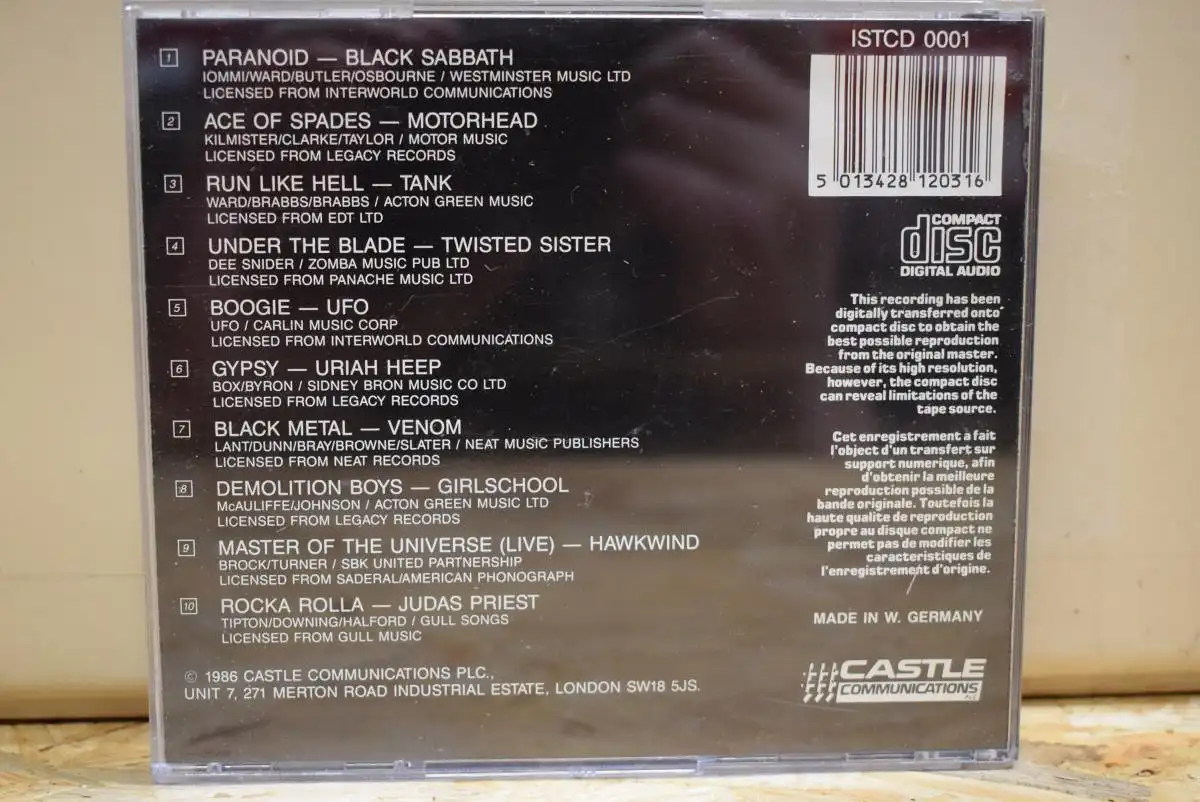 1 PARANOID — BLACK SABBATH
IOMMI/WARD/BUTLER/OSBOURNE / WESTMINSTER MUSIC LTD
LICENSED FROM INTERWORLD COMMUNICATIONS
2 ACE OF SPADES — MOTORHEAD
KILMISTER/CLARKE/TAYLOR / MOTOR MUSIC
LICENSED FROM LEGACY RECORDS
3 RUN LIKE HELL — TANK
WARD/BRABBS/BRABBS / ACTON GREEN MUSIC
LICENSED FROM EDT LTD
4 UNDER THE BLADE — TWISTED SISTER
DEE SNIDER / ZOMBA MUSIC PUB LTD
LICENSED FROM PANACHE MUSIC LTD
5 BOOGIE — UFO
UFO / CARLIN MUSIC CORP
LICENSED FROM INTERWORLD COMMUNICATIONS
6 GYPSY — URIAH HEEP
BOX/BYRON / SIDNEY BRON MUSIC CO LTD
LICENSED FROM LEGACY RECORDS
7 BLACK METAL — VENOM
LANT/DUNN/BRAY/BROWNE/SLATER / NEAT MUSIC PUBLISHERS
LICENSED FROM NEAT RECORDS
8 DEMOLITION BOYS — GIRLSCHOOL
McAULIFFE/JOHNSON / ACTON GREEN MUSIC LTD
LICENSED FROM LEGACY RECORDS
9 MASTER OF THE UNIVERSE (LIVE) — HAWKWIND
BROCK/TURNER / SBK UNITED PARTNERSHIP
LICENSED FROM SADERAL/AMERICAN PHONOGRAPH
10 ROCKA ROLLA — JUDAS PRIEST
TIPTON/DOWNING/HALFORD / GULL SONGS
LICENSED FROM GULL MUSIC
© 1986 CASTLE COMMUNICATIONS PLC.,
UNIT 7, 271 MERTON ROAD INDUSTRIAL ESTATE, LONDON SW18 5JS.
ISTCD 0001
5 013428 120316
COMPACT
disc
DIGITAL AUDIO
This recording has been
digitally transferred onto
compact disc to obtain the
best possible reproduction
from the original master.
Because of its high resolution,
however, the compact disc
can reveal limitations of the
tape source.
Cet enregistrement a fait
l'object d'un transfert sur
support numerique, afin
d'obtenir la meilleure
reproduction possible de la
bande originale. Toutefois la
haute qualite de reproduction
propre au disque compact ne
permet pas de modifier les
caracteristiques de
l'enregistrement d'origine.
MADE IN W. GERMANY
CASTLE
COMMUNICATIONS
PLC